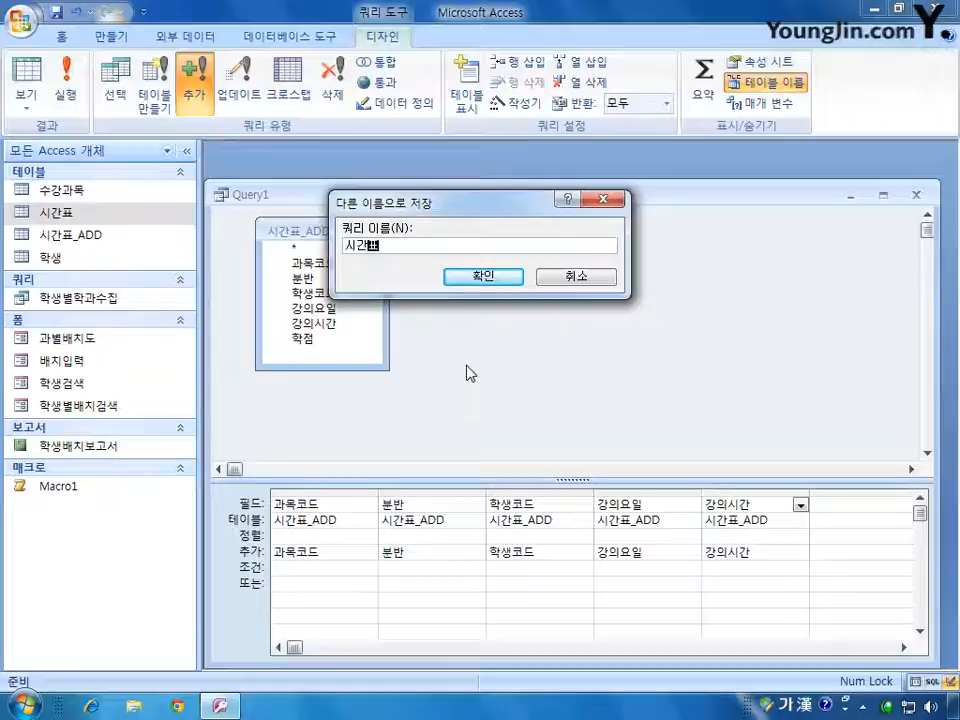 쿼리 도구
Microsoft Access
YoungJin.com Y.
홈
만들기
외부 데이터
데이터베이스 도구
디자인
보기
실행
선택
테이블
만들기
추가
업데이트
크로스탭
삭제
통합
통과
데이터 정의
테이블
표시
행 삽입
행 삭제
작성기
열 삽입
열 삭제
반환:
모두
요약
속성 시트
테이블 이름
매개 변수
결과
쿼리 유형
쿼리 설정
표시/숨기기
모든 Access 개체
테이블
수강과목
시간표
시간표_ADD
학생
쿼리
학생별학과수집
폼
과별배치도
배치입력
학생검색
학생별배치검색
보고서
학생배치보고서
매크로
Macro1
Query1
다른 이름으로 저장
쿼리 이름(N):
시간
확인
취소
시간표_ADD
*
과목코
분반
학생코
강의요일
강의시간
학점
필드: 과목코드 분반 학생코드 강의요일 강의시간
테이블: 시간표_ADD 시간표_ADD 시간표_ADD 시간표_ADD 시간표_ADD
정렬:
추가: 과목코드 분반 학생코드 강의요일 강의시간
조건:
또는:
준비
Num Lock
SQL
가 漢